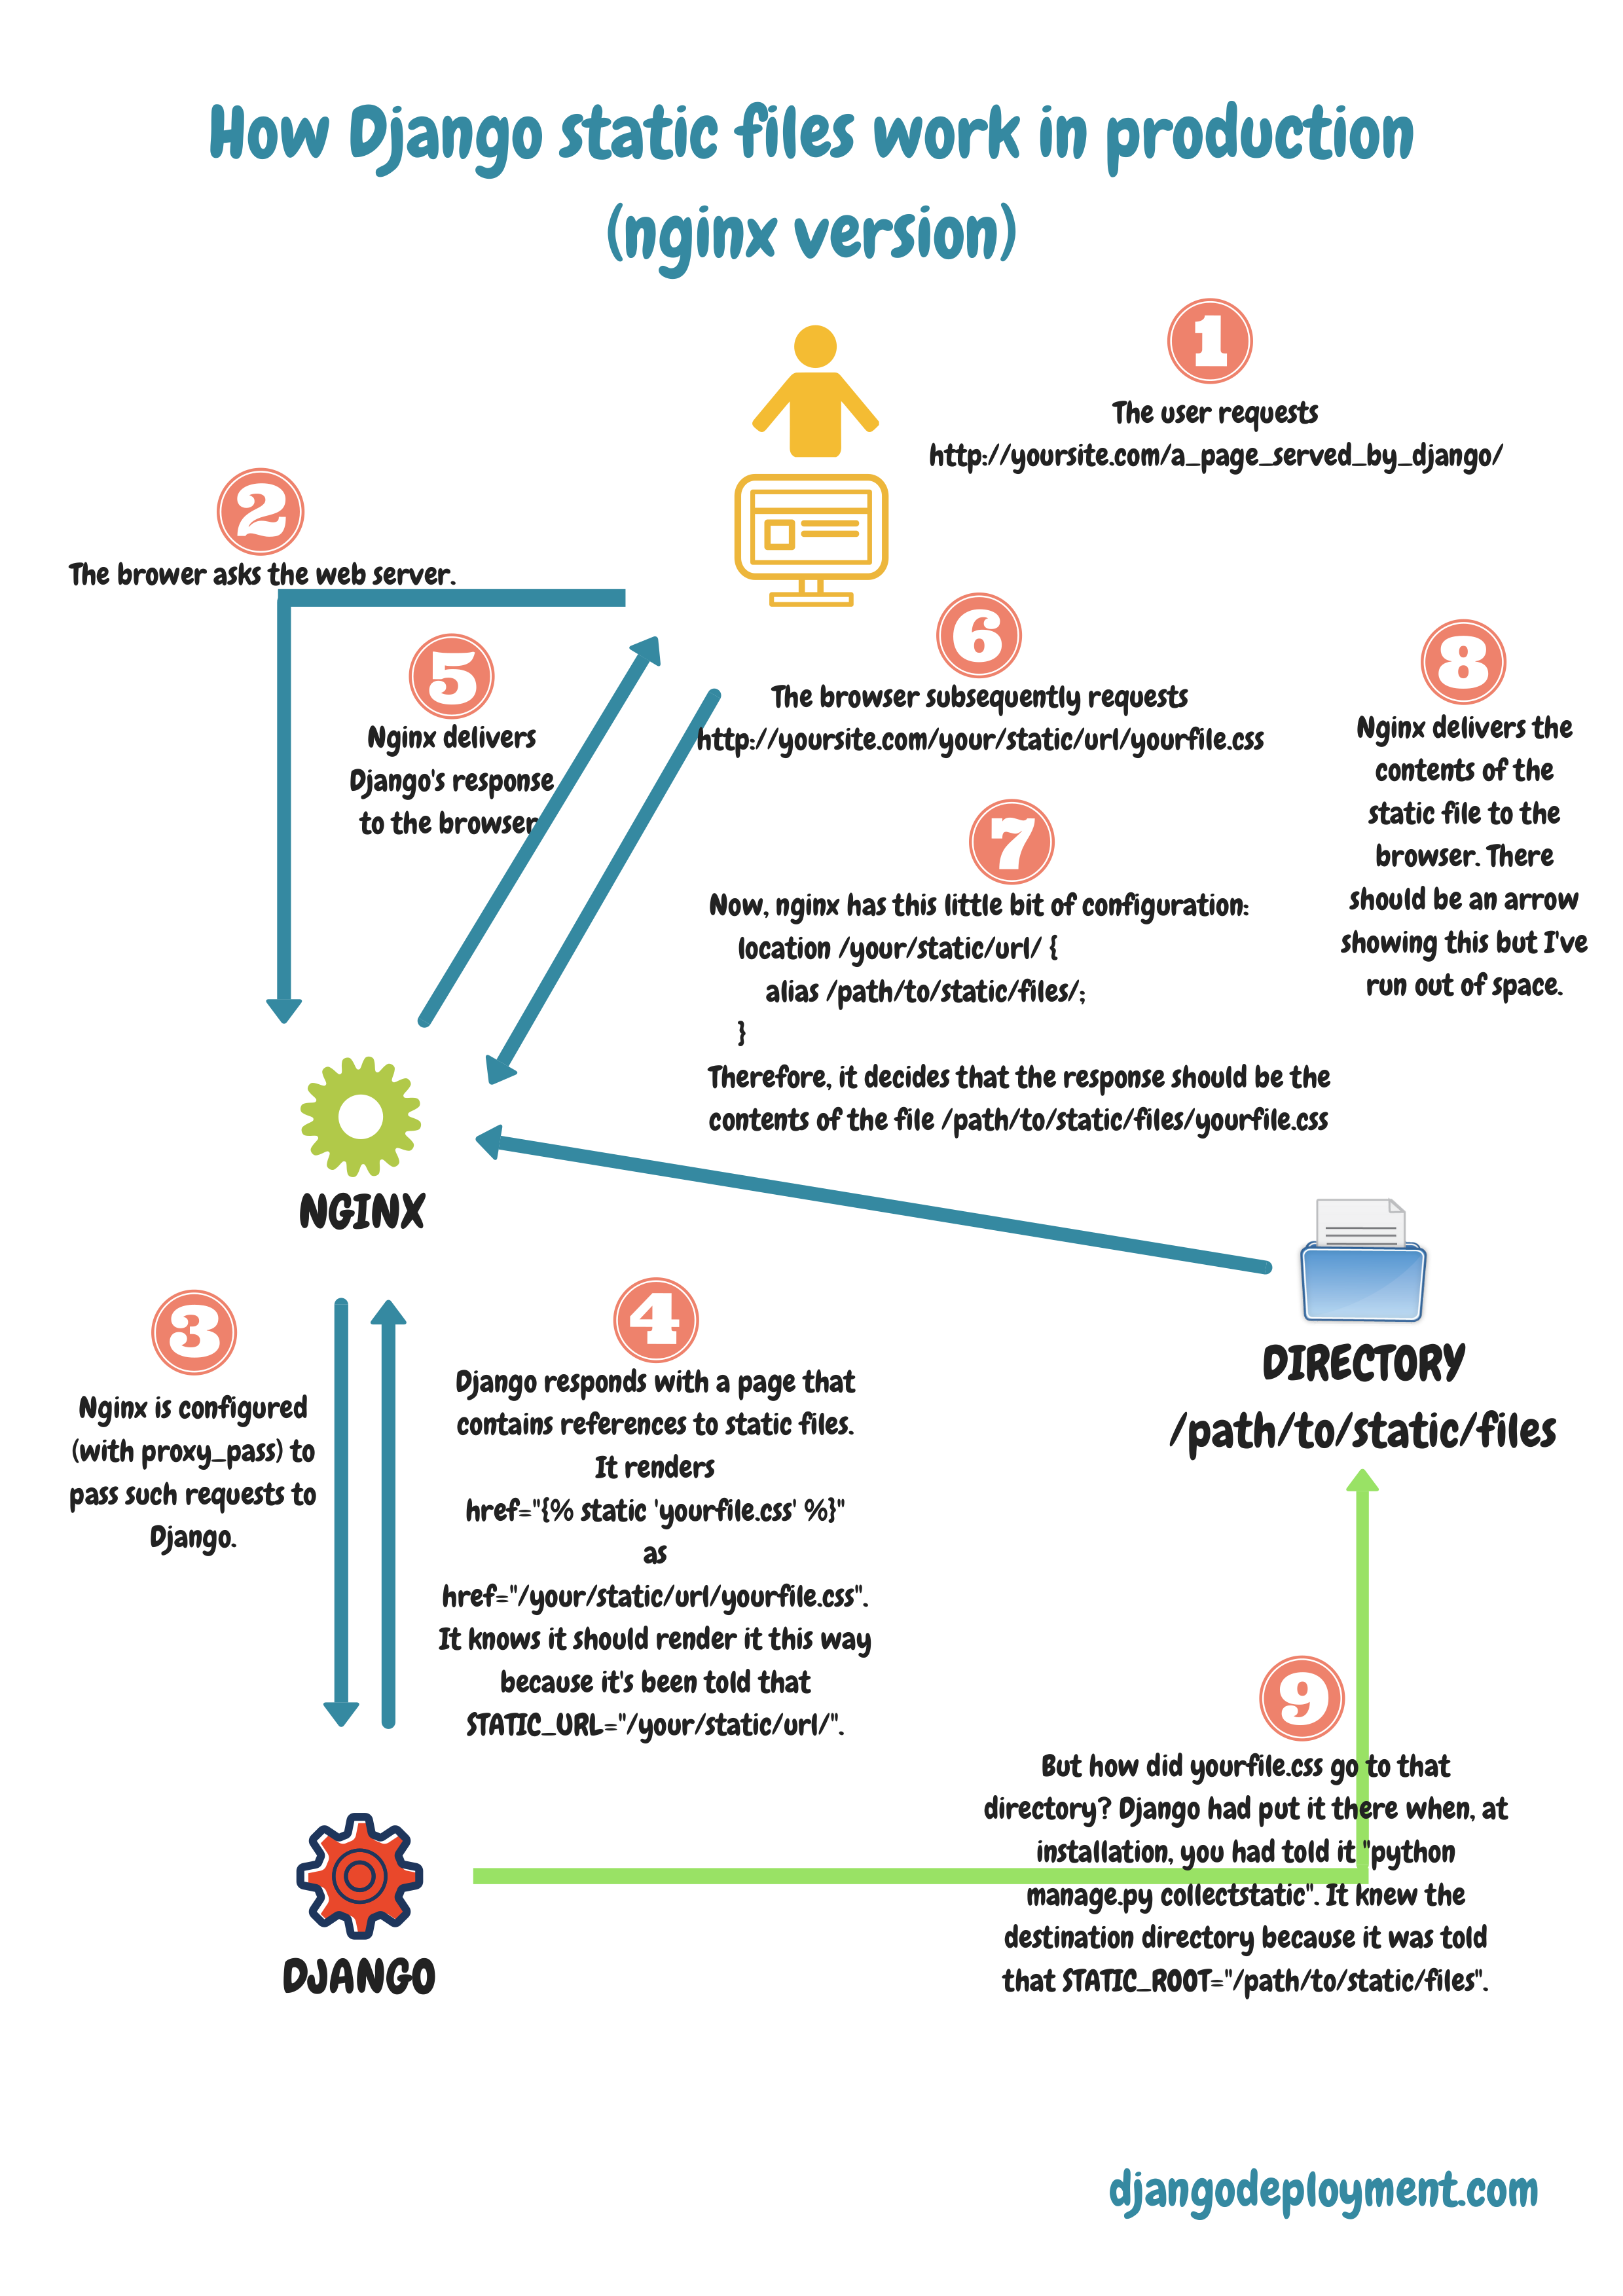 How Django static files work in production
(nginx version)
1
The user requests
http://yoursite.com/a_page_served_by_django/
2
The brower asks the web server.
5
Nginx delivers
Django's response
to the browser
6
The browser subsequently requests
http://yoursite.com/your/static/url/yourfile.css
8
Nginx delivers the
contents of the
static file to the
browser. There
should be an arrow
showing this but I've
run out of space.
7
Now, nginx has this little bit of configuration:
location /your/static/url/ {
alias /path/to/static/files/;
}
Therefore, it decides that the response should be the
contents of the file /path/to/static/files/yourfile.css
NGINX
3
Nginx is configured
(with proxy_pass) to
pass such requests to
Django.
4
Django responds with a page that
contains references to static files.
It renders
href="{% static 'yourfile.css' %}"
as
href="/your/static/url/yourfile.css".
It knows it should render it this way
because it's been told that
STATIC_URL="/your/static/url/".
DIRECTORY
/path/to/static/files
9
But how did yourfile.css go to that
directory? Django had put it there when, at
installation, you had told it "python
manage.py collectstatic". It knew the
destination directory because it was told
that STATIC_ROOT="/path/to/static/files".
DJANGO
djangodeployment.com